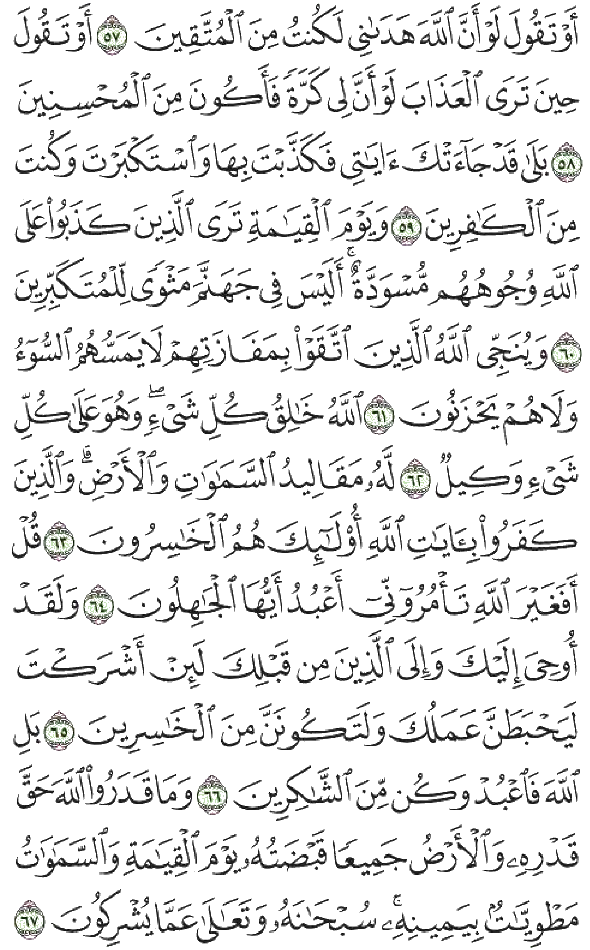 أَوۡ تَقُولَ لَوۡ أَنَّ ٱللَّهَ هَدَىٰنِي لَكُنتُ مِنَ ٱلۡمُتَّقِينَ ٥٧ أَوۡ تَقُولَ
حِينَ تَرَى ٱلۡعَذَابَ لَوۡ أَنَّ لِي كَرَّةٗ فَأَكُونَ مِنَ ٱلۡمُحۡسِنِينَ
٥٨ بَلَىٰ قَدۡ جَآءَتۡكَ ءَايَٰتِي فَكَذَّبۡتَ بِهَا وَٱسۡتَكۡبَرۡتَ وَكُنتَ
مِنَ ٱلۡكَٰفِرِينَ ٥٩ وَيَوۡمَ ٱلۡقِيَٰمَةِ تَرَى ٱلَّذِينَ كَذَبُواْ عَلَى
ٱللَّهِ وُجُوهُهُم مُّسۡوَدَّةٌۚ أَلَيۡسَ فِي جَهَنَّمَ مَثۡوٗى لِّلۡمُتَكَبِّرِينَ
٦٠ وَيُنَجِّي ٱللَّهُ ٱلَّذِينَ ٱتَّقَوۡاْ بِمَفَازَتِهِمۡ لَا يَمَسُّهُمُ ٱلسُّوٓءُ
وَلَا هُمۡ يَحۡزَنُونَ ٦١ ٱللَّهُ خَٰلِقُ كُلِّ شَيۡءٖۖ وَهُوَ عَلَىٰ كُلِّ
شَيۡءٖ وَكِيلٞ ٦٢ لَّهُۥ مَقَالِيدُ ٱلسَّمَٰوَٰتِ وَٱلۡأَرۡضِۗ وَٱلَّذِينَ
كَفَرُواْ بِـَٔايَٰتِ ٱللَّهِ أُوْلَٰٓئِكَ هُمُ ٱلۡخَٰسِرُونَ ٦٣ قُلۡ
أَفَغَيۡرَ ٱللَّهِ تَأۡمُرُوٓنِّيٓ أَعۡبُدُ أَيُّهَا ٱلۡجَٰهِلُونَ ٦٤ وَلَقَدۡ
أُوحِيَ إِلَيۡكَ وَإِلَى ٱلَّذِينَ مِن قَبۡلِكَ لَئِنۡ أَشۡرَكۡتَ
لَيَحۡبَطَنَّ عَمَلُكَ وَلَتَكُونَنَّ مِنَ ٱلۡخَٰسِرِينَ ٦٥ بَلِ
ٱللَّهَ فَٱعۡبُدۡ وَكُن مِّنَ ٱلشَّٰكِرِينَ ٦٦ وَمَا قَدَرُواْ ٱللَّهَ حَقَّ
قَدۡرِهِۦ وَٱلۡأَرۡضُ جَمِيعٗا قَبۡضَتُهُۥ يَوۡمَ ٱلۡقِيَٰمَةِ وَٱلسَّمَٰوَٰتُ
مَطۡوِيَّٰتُۢ بِيَمِينِهِۦۚ سُبۡحَٰنَهُۥ وَتَعَٰلَىٰ عَمَّا يُشۡرِكُونَ ٦٧